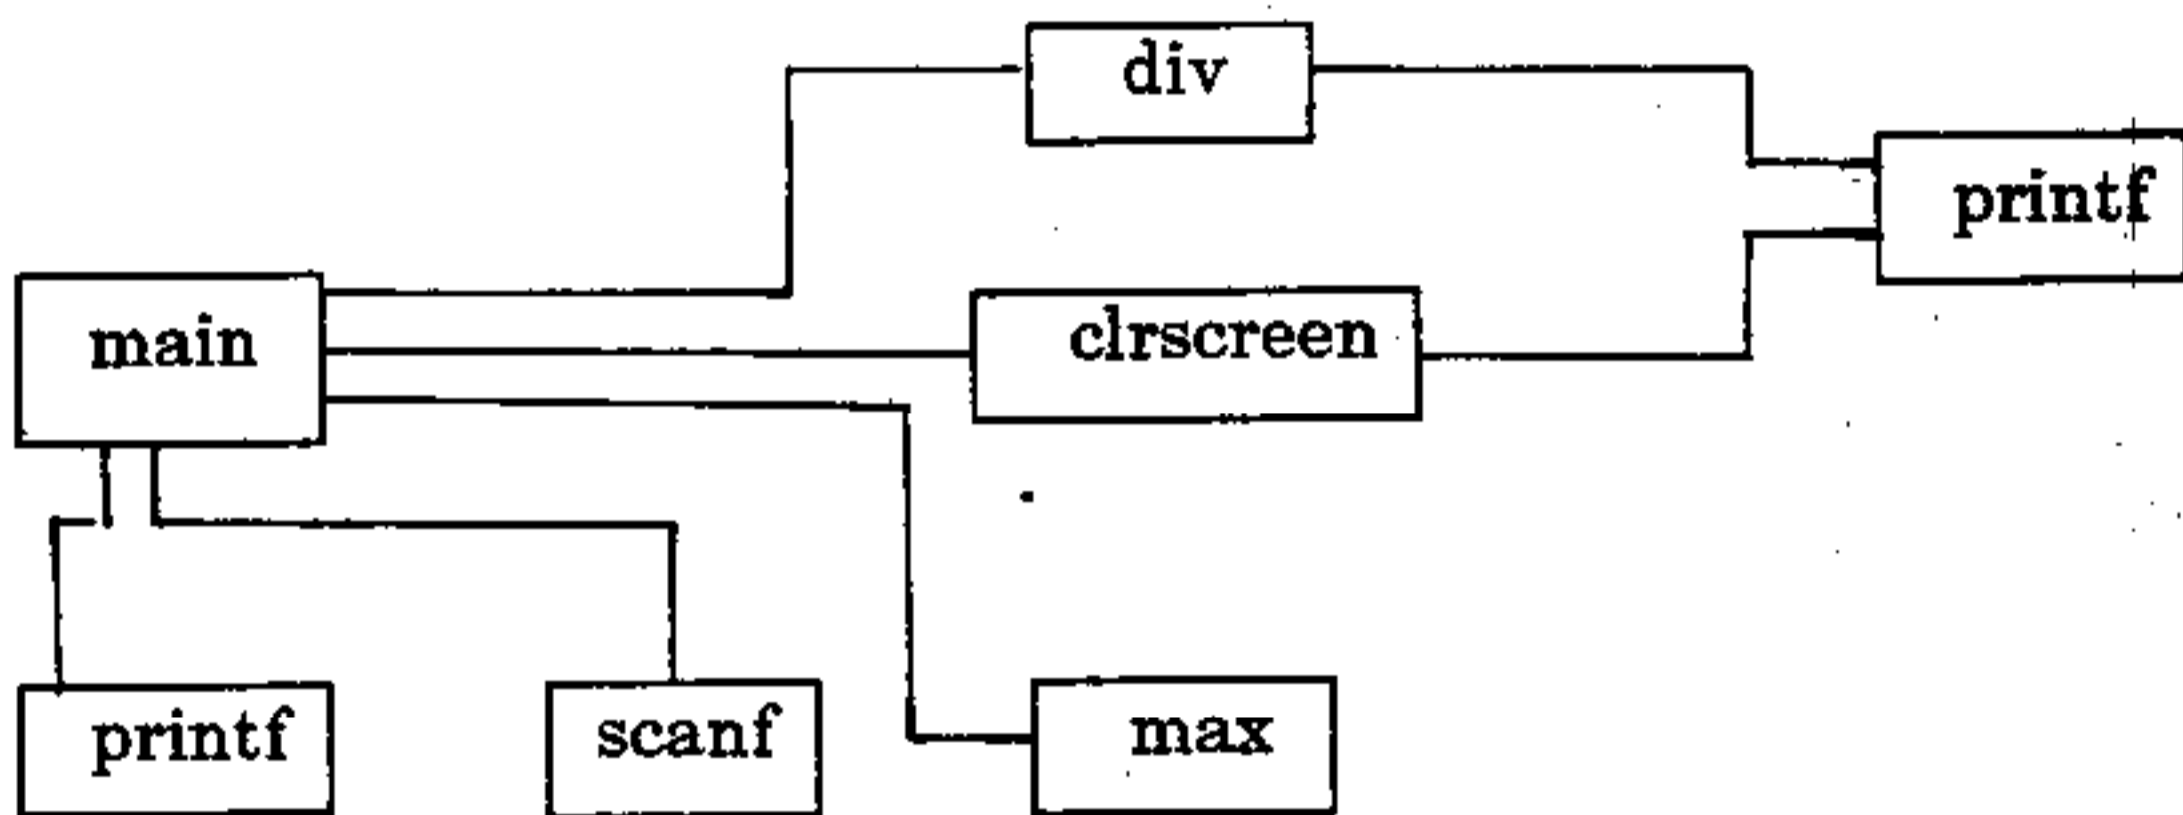 div
printf
main
clrscreen
printf
scanf
max